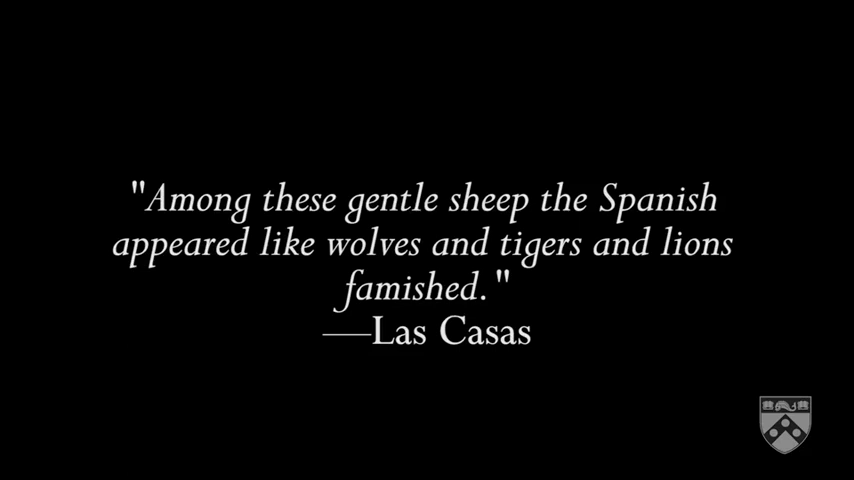 "Among these gentle sheep the Spanish
appeared like wolves and tigers and lions
famished."
—Las Casas